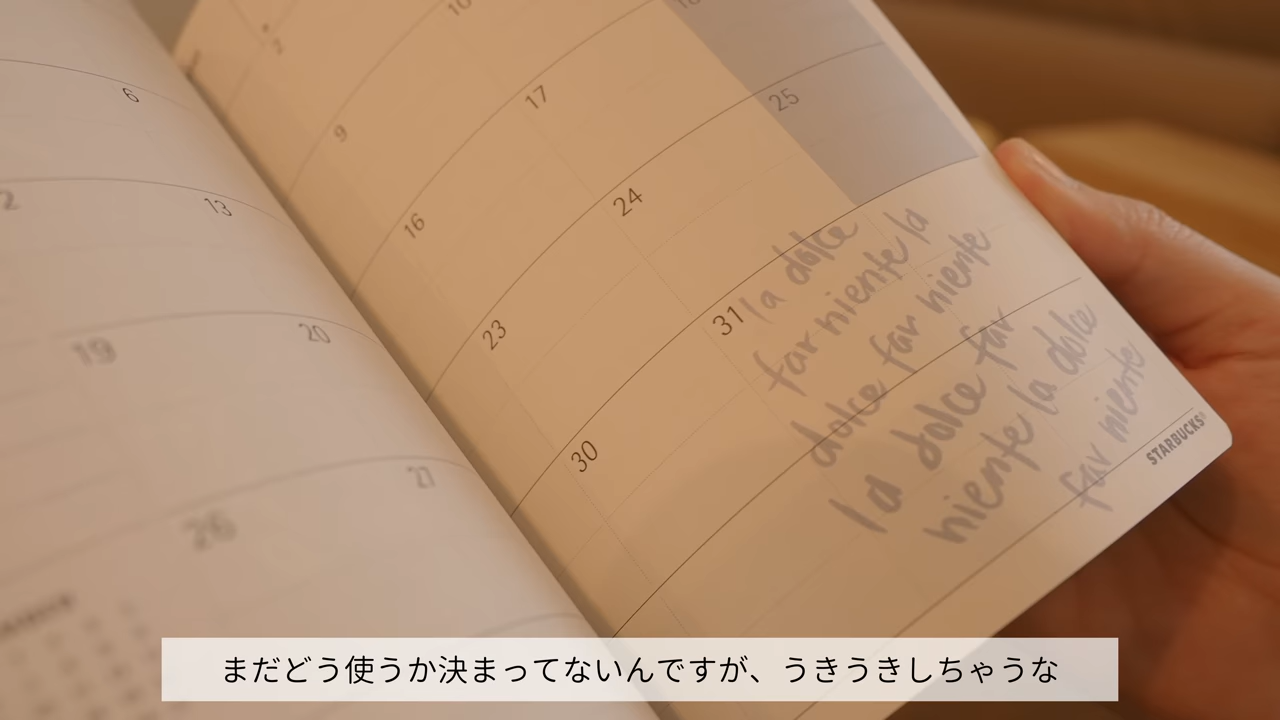 6
13
19
20
26
27
9
10
16
17
23
24
25
30
31
la dolce
far niente la
dolce far niente
la dolce far
niente la dolce
far niente
STARBUCKS®
まだどう使うか決まってないんですが、うきうきしちゃうな